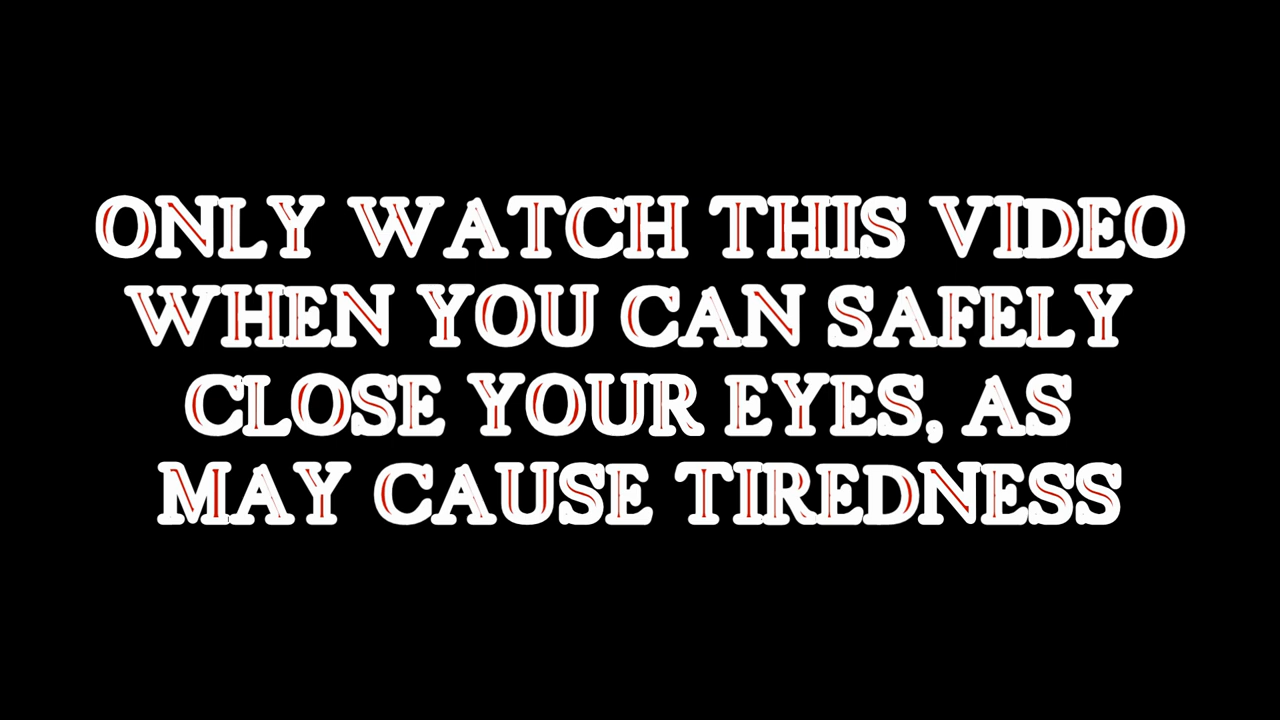 ONLY WATCH THIS VIDEO
WHEN YOU CAN SAFELY
CLOSE YOUR EYES, AS
MAY CAUSE TIREDNESS